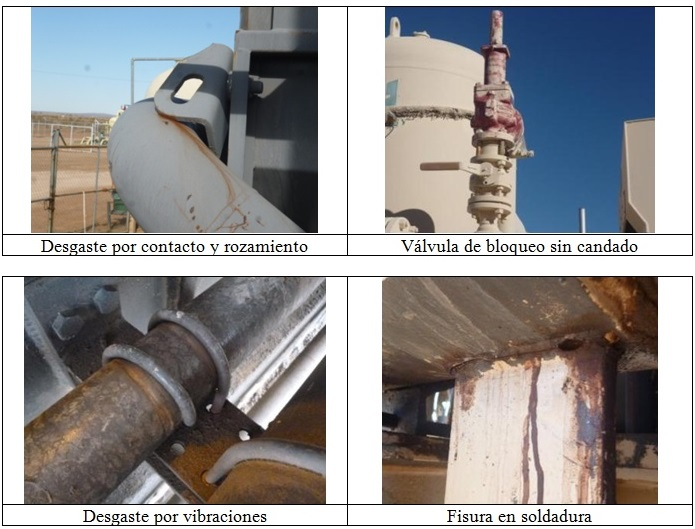 Desgaste por contacto y rozamiento
Válvula de bloqueo sin candado
Desgaste por vibraciones
Fisura en soldadura